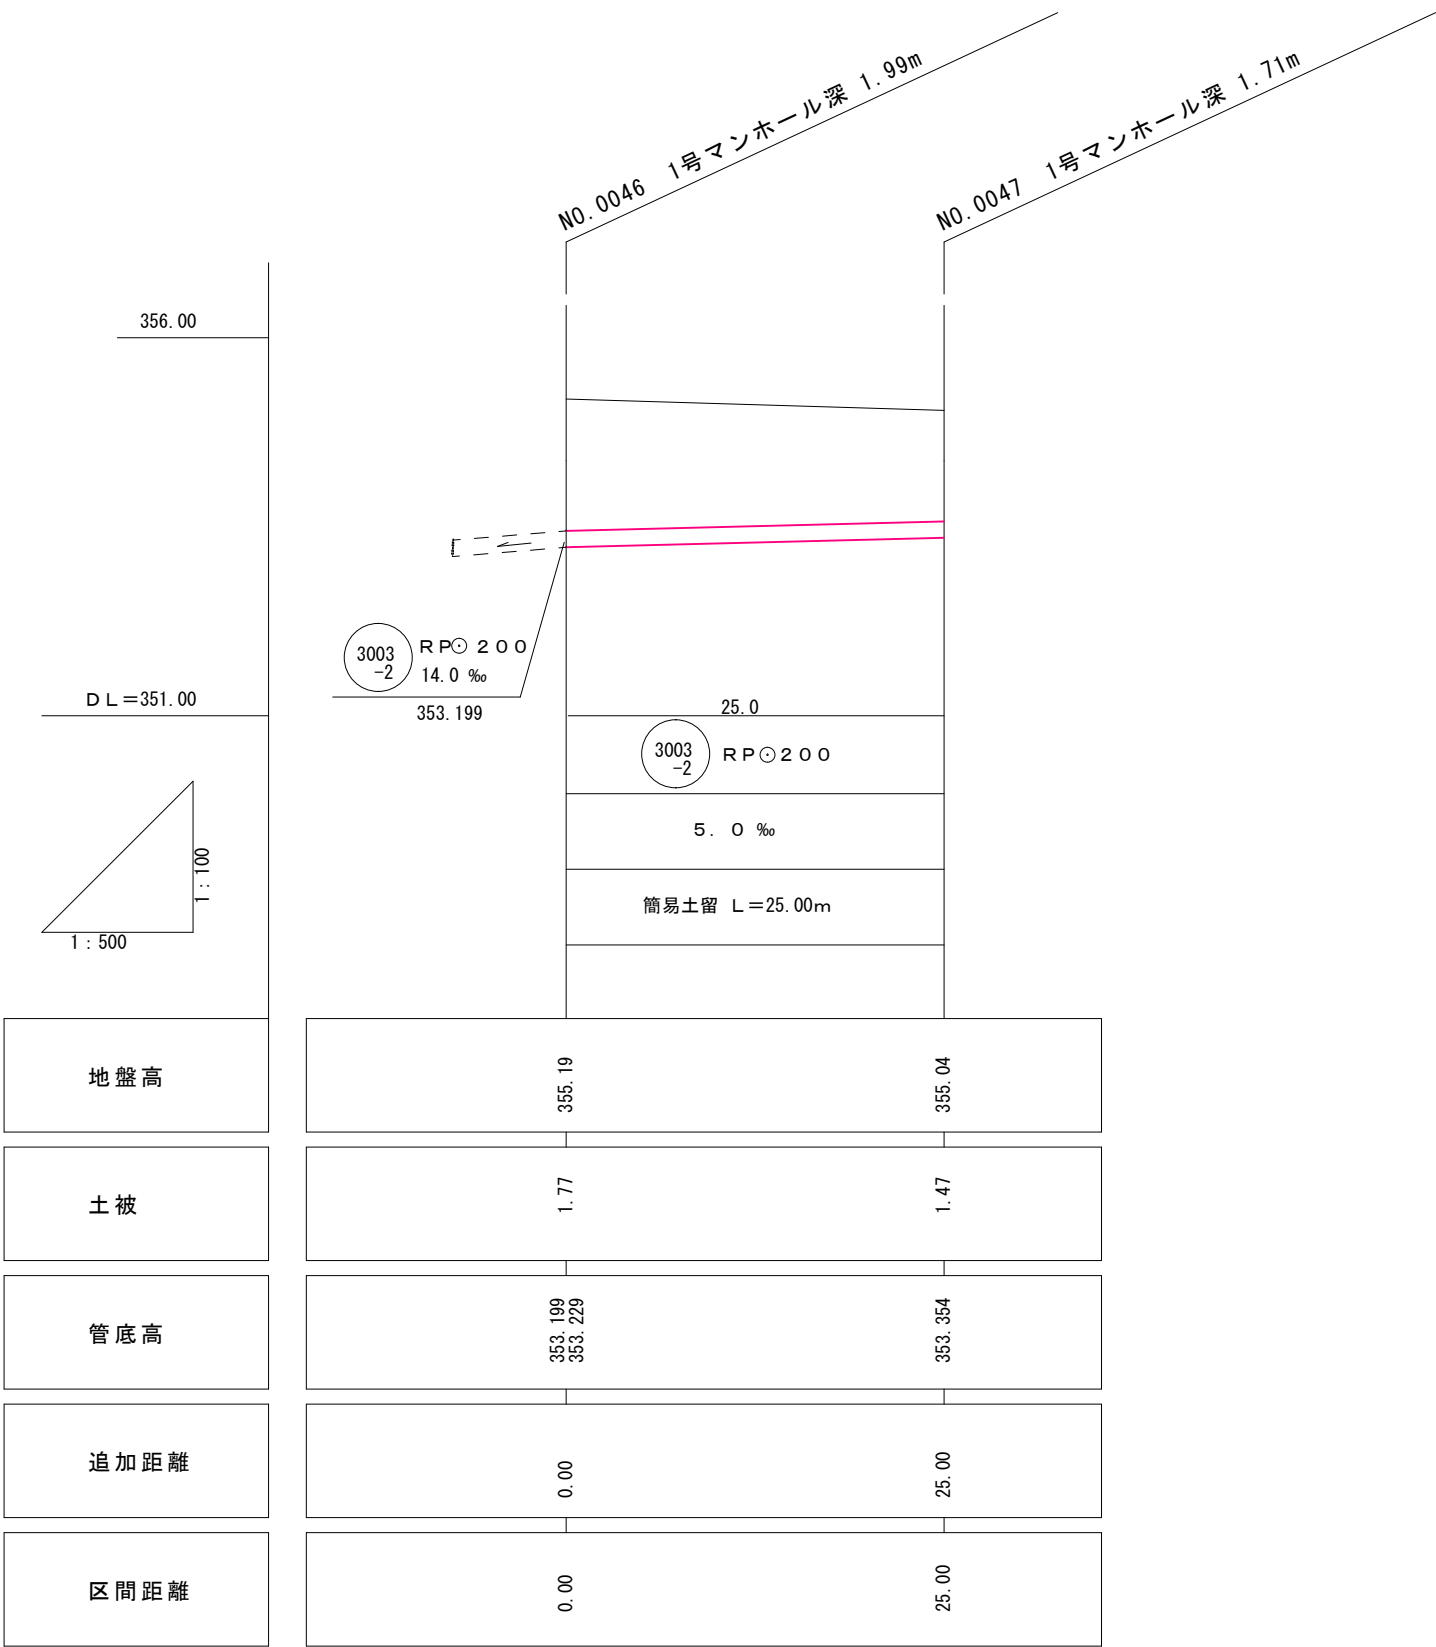 NO.0046 1号マンホール深 1.99m
NO.0047 1号マンホール深 1.71m
356.00
3003
-2
RP⊙ 200
14.0 ‰
353.199
DL=351.00
25.0
3003
-2
RP⊙200
5.0 ‰
簡易土留 L=25.00m
1:100
1:500
地盤高
355.19
355.04
土被
1.77
1.47
管底高
353.199
353.229
353.354
追加距離
0.00
25.00
区間距離
0.00
25.00